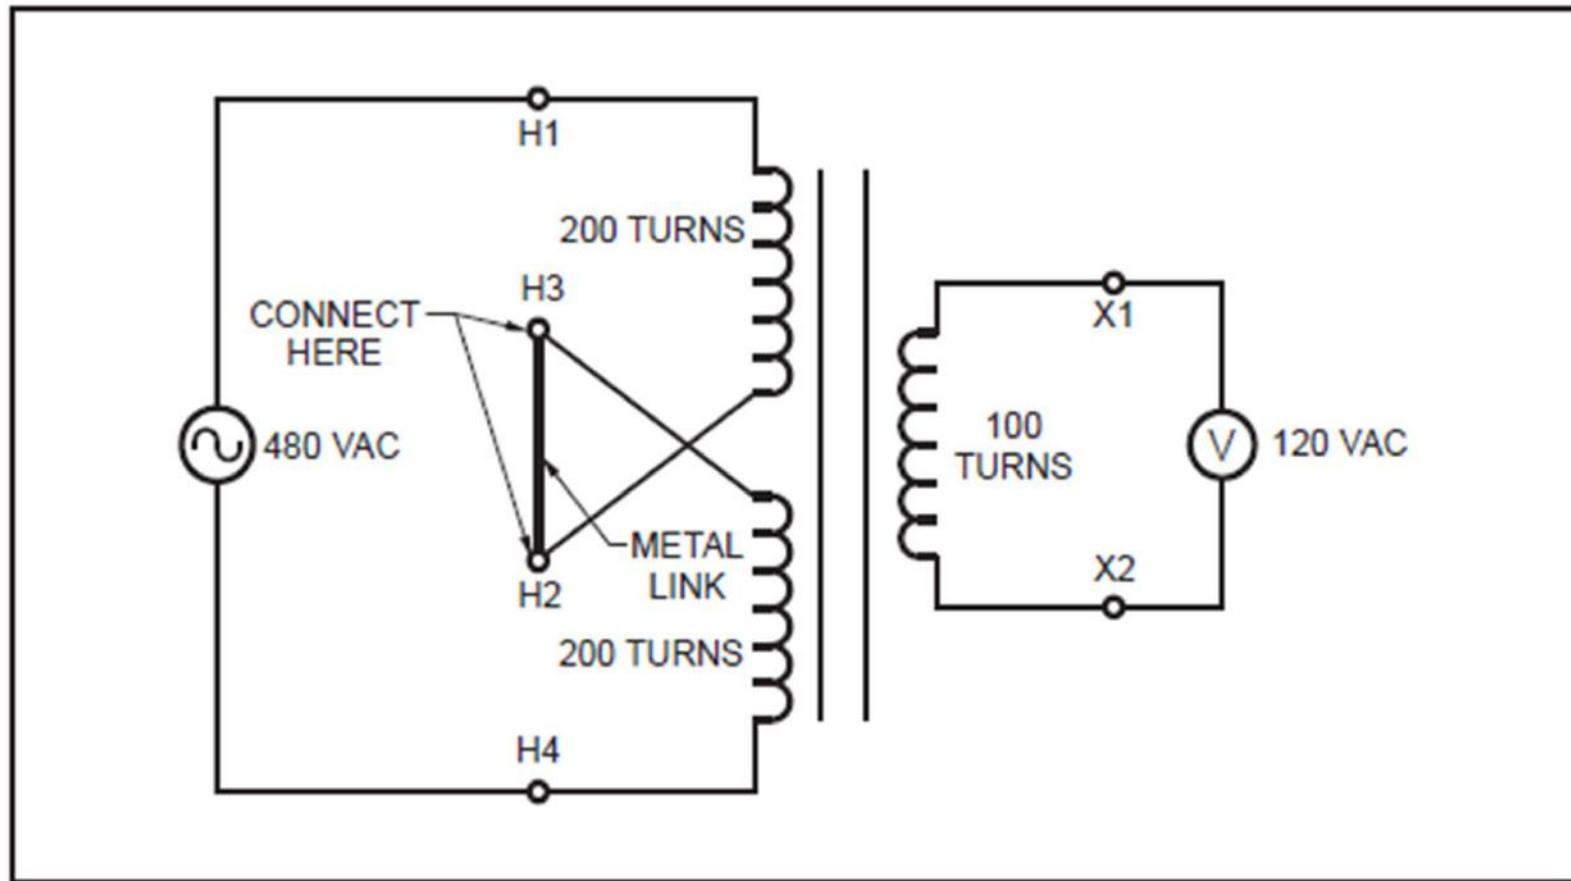 H1
200 TURNS
H3
CONNECT
HERE
480 VAC
METAL
LINK
H2
200 TURNS
H4
X1
100
TURNS
V
120 VAC
X2